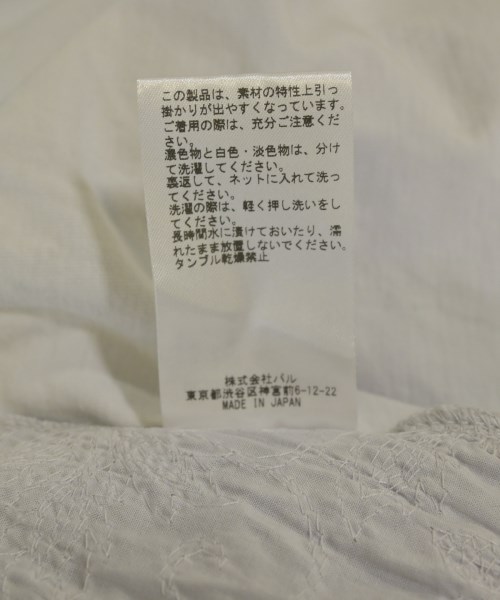 この製品は、素材の特性上引っ
掛かりが出やすくなっています。
ご着用の際は、充分ご注意くだ
さい。
濃色物と白色・淡色物は、分け
て洗濯してください。
裏返して、ネットに入れて洗っ
てください。
洗濯の際は、軽く押し洗いをし
てください。
長時間水に漬けておいたり、濡
れたまま放置しないでください。
タンブル乾燥禁止
株式会社パル
東京都渋谷区神宮前6-12-22
MADE IN JAPAN